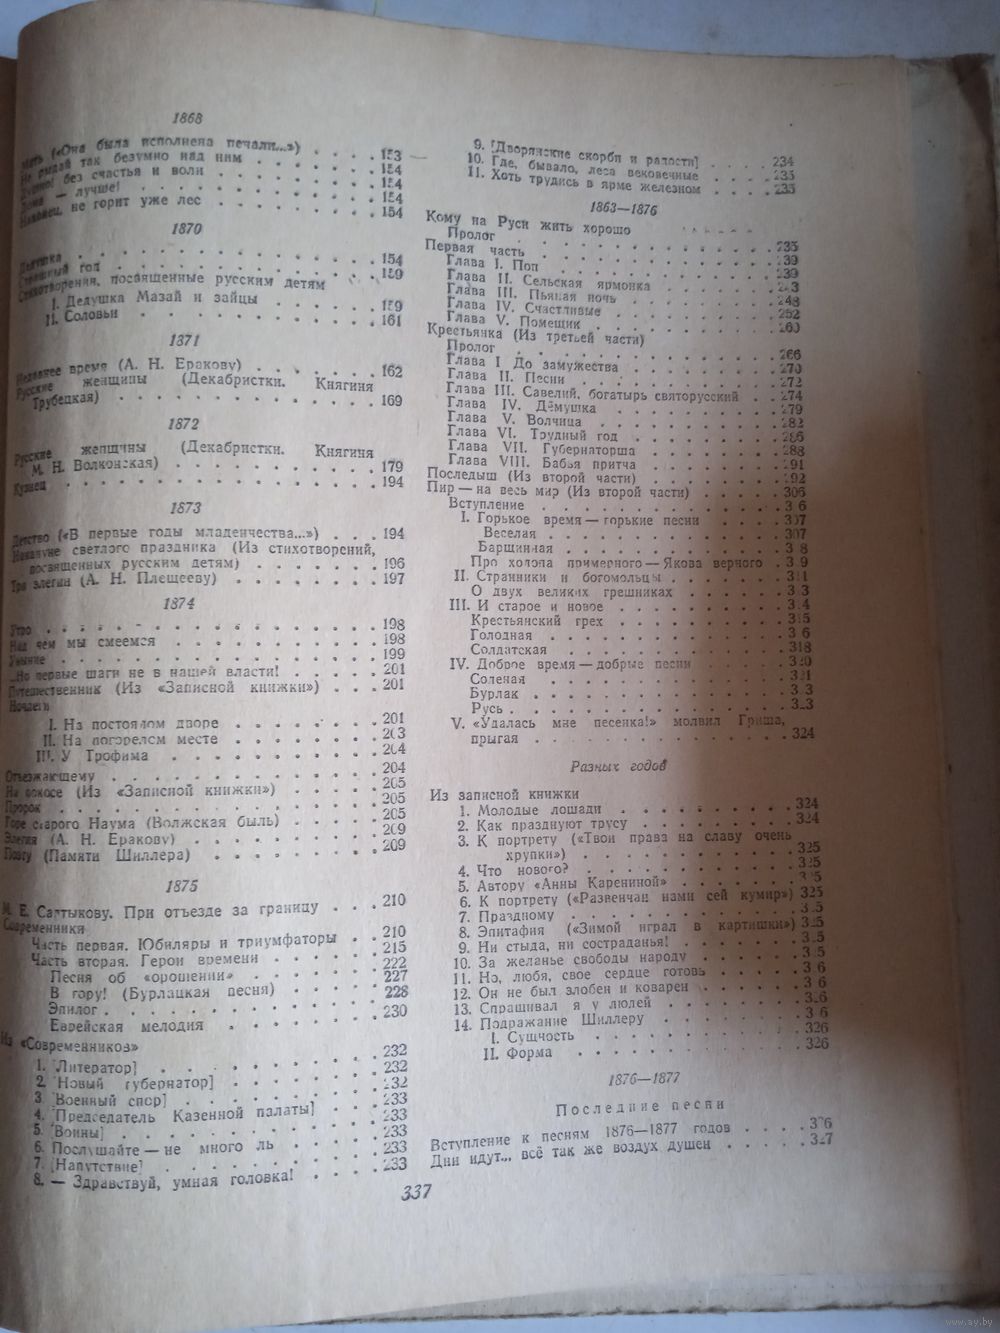 1868
Мать («Она была исполнена печали...») . . . . 153
Не рыдай так безумно над ним . . . . . . . 154
Душно! без счастья и воли . . . . . . . . 154
Дома — лучше! . . . . . . . . . . . 154
Наконец, не горит уже лес . . . . . . . . 154
1870
Дедушка . . . . . . . . . . . . . 154
Страшный год . . . . . . . . . . . 159
Стихотворения, посвященные русским детям
I. Дедушка Мазай и зайцы . . . . . . 159
II. Соловьи . . . . . . . . . . . 161
1871
Недавнее время (А. Н. Еракову) . . . . . . 162
Русские женщины (Декабристки. Княгиня
Трубецкая) . . . . . . . . . . . . 169
1872
Русские женщины (Декабристки. Княгиня
М. Н. Волконская) . . . . . . . . . 179
Кузнец . . . . . . . . . . . . . 194
1873
Детство («В первые годы младенчества...») . . . 194
Накануне светлого праздника (Из стихотворений,
посвященных русским детям) . . . . . . 196
Три элегии (А. Н. Плещееву) . . . . . . . 197
1874
Утро . . . . . . . . . . . . . . 198
Над чем мы смеемся . . . . . . . . . 198
Уныние . . . . . . . . . . . . . 199
...Но первые шаги не в нашей власти! . . . . . 201
Путешественник (Из «Записной книжки») . . . 201
Ночлеги
I. На постоялом дворе . . . . . . . 201
II. На погорелом месте . . . . . . . 203
III. У Трофима . . . . . . . . . . 204
Отъезжающему . . . . . . . . . . . 204
На покосе (Из «Записной книжки») . . . . . 205
Пророк . . . . . . . . . . . . . 205
Горе старого Наума (Волжская быль) . . . . . 205
Элегия (А. Н. Еракову) . . . . . . . . . 209
Поэту (Памяти Шиллера) . . . . . . . . 209
1875
М. Е. Салтыкову. При отъезде за границу . . . 210
Современники
Часть первая. Юбиляры и триумфаторы . . 210
Часть вторая. Герои времени . . . . . 215
Песня об «орошении» . . . . . . . 222
В гору! (Бурлацкая песня) . . . . . 227
Эпилог . . . . . . . . . . . . 228
Еврейская мелодия . . . . . . . 230
Из «Современников»
1. [Литератор] . . . . . . . . . . 232
2. [Новый губернатор] . . . . . . . 232
3. [Военный спор] . . . . . . . . . 232
4. [Председатель Казенной палаты] . . . 233
5. [Воины] . . . . . . . . . . . 233
6. Послушайте — не много ль . . . . . 233
7. [Напутствие] . . . . . . . . . . 233
8. — Здравствуй, умная головка! . . . . 233
9. [Дворянские скорби и радости] . . . . 234
10. Где, бывало, леса вековечные . . . . 235
11. Хоть трудись в ярме железном . . . . 235
1863—1876
Кому на Руси жить хорошо
Пролог . . . . . . . . . . . . 235
Первая часть . . . . . . . . . . . 239
Глава I. Поп . . . . . . . . . . 239
Глава II. Сельская ярмонка . . . . . 243
Глава III. Пьяная ночь . . . . . . . 248
Глава IV. Счастливые . . . . . . . 252
Глава V. Помещик . . . . . . . . 260
Крестьянка (Из третьей части)
Пролог . . . . . . . . . . . . 266
Глава I До замужества . . . . . . . 270
Глава II. Песни . . . . . . . . . 272
Глава III. Савелий, богатырь святорусский . . 274
Глава IV. Дёмушка . . . . . . . . 279
Глава V. Волчица . . . . . . . . . 282
Глава VI. Трудный год . . . . . . . 286
Глава VII. Губернаторша . . . . . . 288
Глава VIII. Бабья притча . . . . . . 291
Последыш (Из второй части) . . . . . . . 292
Пир — на весь мир (Из второй части) . . . . . 306
Вступление . . . . . . . . . . . 306
I. Горькое время — горькие песни . . . . 307
Веселая . . . . . . . . . . . 307
Барщинная . . . . . . . . . . 308
Про холопа примерного — Якова верного . 309
II. Странники и богомольцы . . . . . . 311
О двух великих грешниках . . . . . 313
III. И старое и новое . . . . . . . . 314
Крестьянский грех . . . . . . . . 315
Голодная . . . . . . . . . . . 316
Солдатская . . . . . . . . . . 318
IV. Доброе время — добрые песни . . . . 320
Соленая . . . . . . . . . . . 321
Бурлак . . . . . . . . . . . . 323
Русь . . . . . . . . . . . . . 323
V. «Удалась мне песенка!» молвил Гриша,
прыгая . . . . . . . . . . . . 324
Разных годов
Из записной книжки
1. Молодые лошади . . . . . . . . 324
2. Как празднуют трусу . . . . . . . 324
3. К портрету («Твои права на славу очень
хрупки») . . . . . . . . . . . 325
4. Что нового? . . . . . . . . . . 325
5. Автору «Анны Карениной» . . . . . . 325
6. К портрету («Развенчан нами сей кумир») 325
7. Праздному . . . . . . . . . . 325
8. Эпитафия («Зимой играл в картишки») 325
9. Ни стыда, ни состраданья! . . . . . 325
10. За желанье свободы народу . . . . . 325
11. Но, любя, свое сердце готовь . . . . 326
12. Он не был злобен и коварен . . . . . 326
13. Спрашивал я у людей . . . . . . . 326
14. Подражание Шиллеру . . . . . . . 326
I. Сущность . . . . . . . . . . 326
II. Форма . . . . . . . . . . . 326
1876—1877
Последние песни
Вступление к песням 1876—1877 годов . . . . 326
Дни идут... всё так же воздух душен . . . . . 327
337
www.ay.by